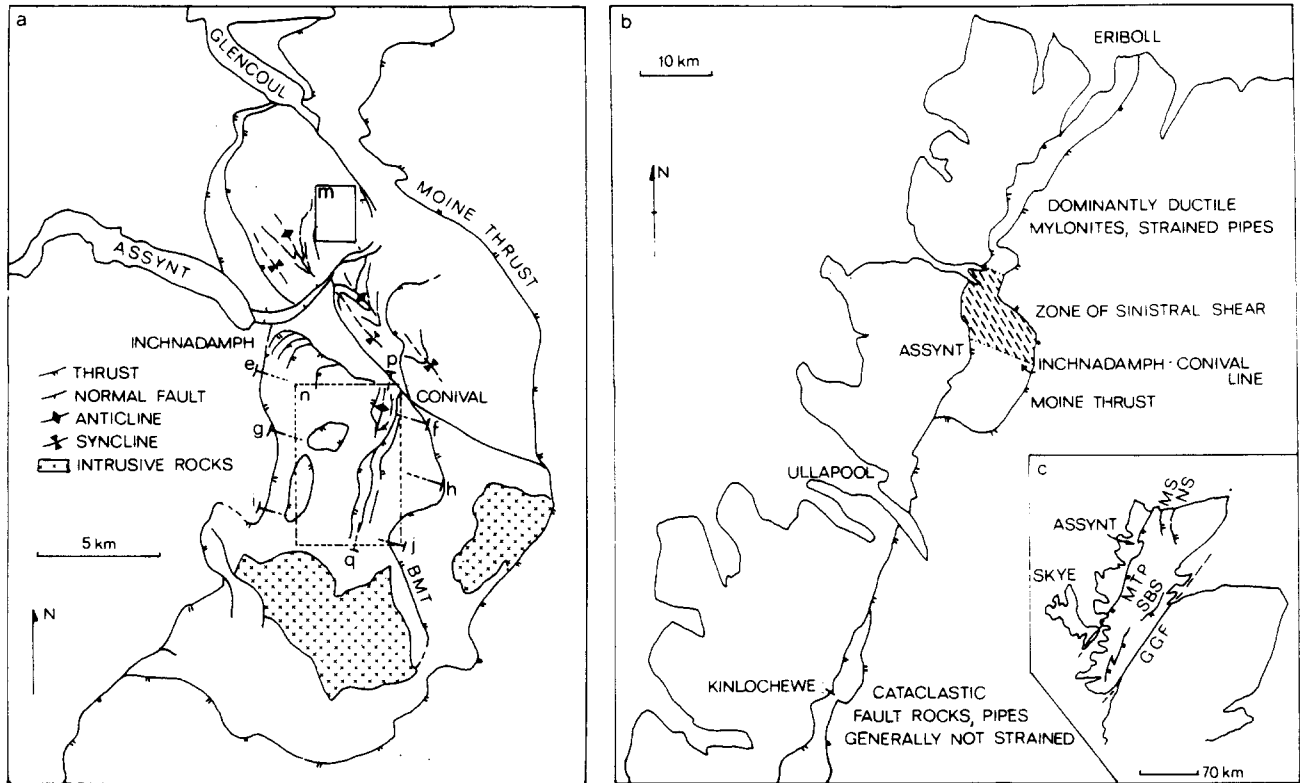 a
GLENCOUL
m
MOINE THRUST
ASSYNT
INCHNADAMPH
e
p
n
CONIVAL
f
g
h
i
j
q
BMT
THRUST
NORMAL FAULT
ANTICLINE
SYNCLINE
INTRUSIVE ROCKS
5 km
N
b
10 km
ERIBOLL
N
DOMINANTLY DUCTILE
MYLONITES, STRAINED PIPES
ZONE OF SINISTRAL SHEAR
ASSYNT
INCHNADAMPH-CONIVAL
LINE
MOINE THRUST
ULLAPOOL
KINLOCHEWE
CATACLASTIC
FAULT ROCKS, PIPES
GENERALLY NOT STRAINED
c
MS
NS
ASSYNT
SKYE
MTP
SBS
GGF
70 km